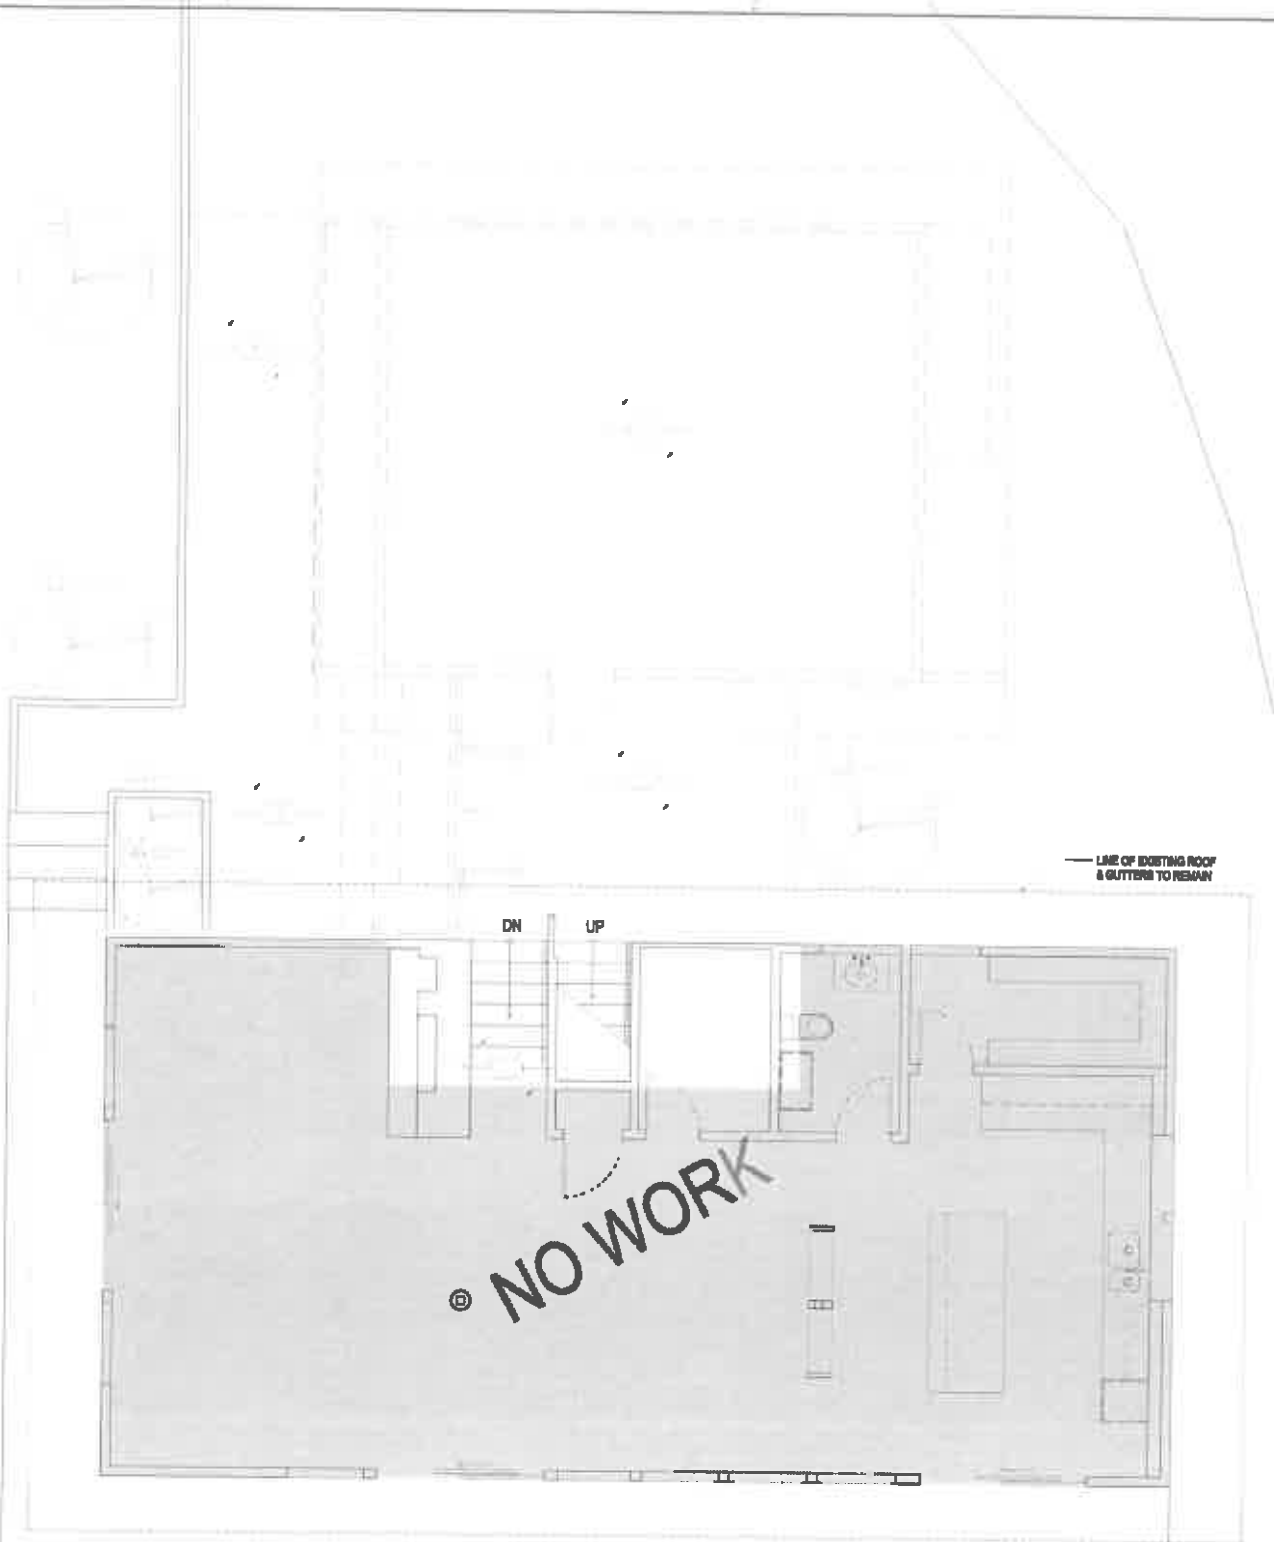 LINE OF EXISTING ROOF
& GUTTERS TO REMAIN
DN
UP
NO WORK